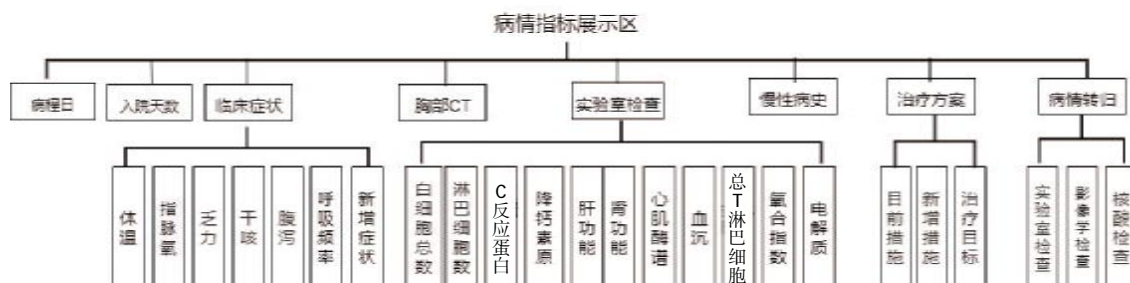 病情指标展示区
病程日
入院天数
临床症状
胸部CT
实验室检查
慢性病史
治疗方案
病情转归
体温
指脉氧
乏力
干咳
腹泻
呼吸频率
新增症状
白细胞总数
淋巴细胞数
C反应蛋白
降钙素原
肝功能
肾功能
心肌酶谱
血沉
总T淋巴细胞
氧合指数
电解质
目前措施
新增措施
治疗目标
实验室检查
影像学检查
核酸检查